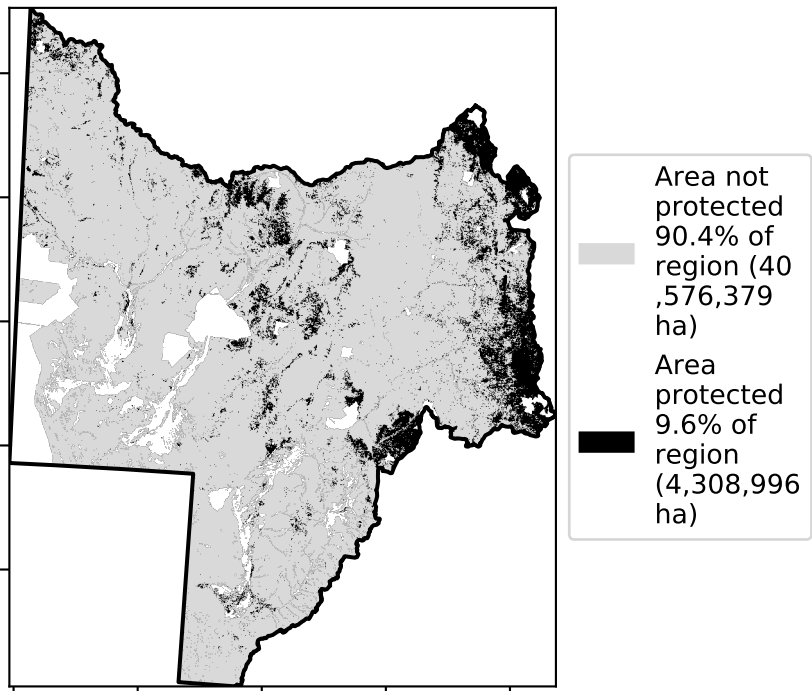 Area not
protected
90.4% of
region (40
,576,379
ha)
Area
protected
9.6% of
region
(4,308,996
ha)